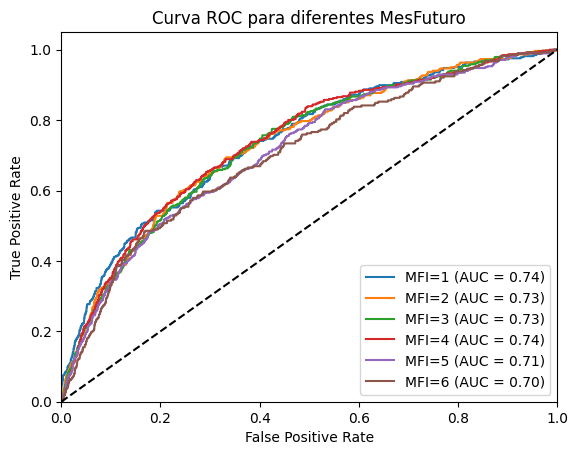 Curva ROC para diferentes MesFuturo
True Positive Rate
1.0
0.8
0.6
0.4
0.2
0.0
MFI=1 (AUC = 0.74)
MFI=2 (AUC = 0.73)
MFI=3 (AUC = 0.73)
MFI=4 (AUC = 0.74)
MFI=5 (AUC = 0.71)
MFI=6 (AUC = 0.70)
0.0 0.2 0.4 0.6 0.8 1.0
False Positive Rate